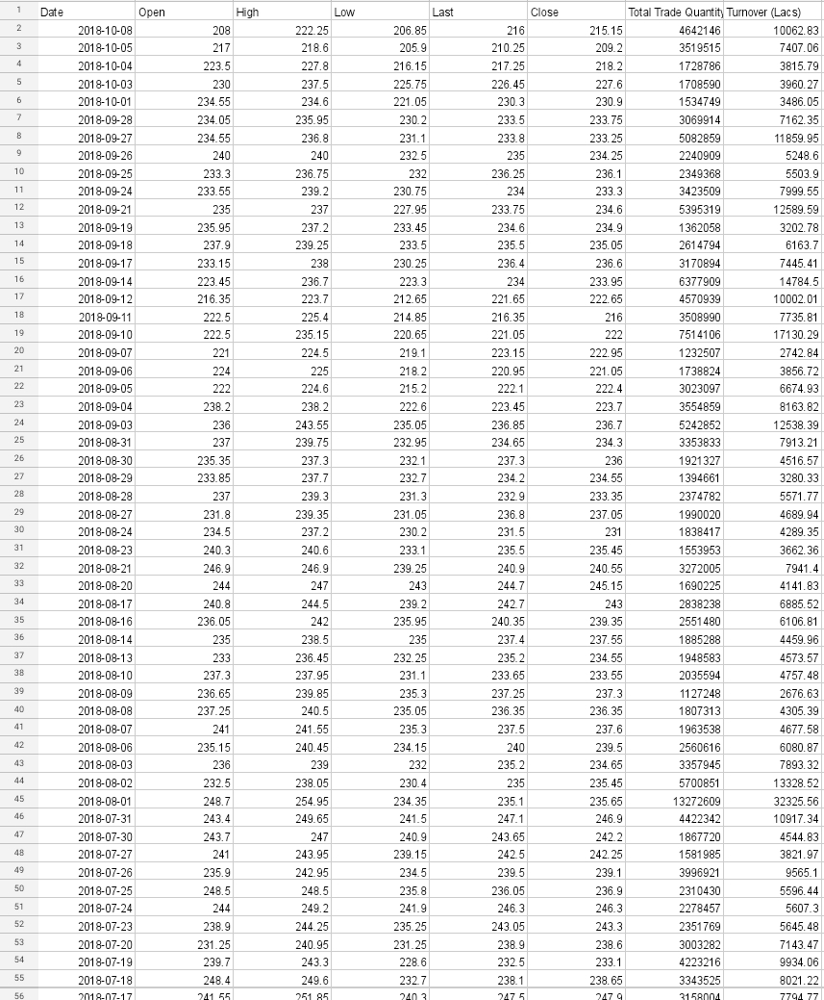 1 Date Open High Low Last Close Total Trade Quantity Turnover (Lacs)
2 2018-10-08 208 222.25 206.85 216 215.15 4642146 10062.83
3 2018-10-05 217 218.6 205.9 210.25 209.2 3519515 7407.06
4 2018-10-04 223.5 227.8 216.15 217.25 218.2 1728786 3815.79
5 2018-10-03 230 237.5 225.75 226.45 227.6 1708590 3960.27
6 2018-10-01 234.55 234.6 221.05 230.3 230.9 1534749 3486.05
7 2018-09-28 234.05 235.95 230.2 233.5 233.75 3069914 7162.35
8 2018-09-27 234.55 236.8 231.1 233.8 233.25 5082859 11859.95
9 2018-09-26 240 240 232.5 235 234.25 2240909 5248.6
10 2018-09-25 233.3 236.75 232 236.25 236.1 2349368 5503.9
11 2018-09-24 233.55 239.2 230.75 234 233.3 3423509 7999.55
12 2018-09-21 235 237 227.95 233.75 234.6 5395319 12589.59
13 2018-09-19 235.95 237.2 233.45 234.6 234.9 1362058 3202.78
14 2018-09-18 237.9 239.25 233.5 235.5 235.05 2614794 6163.7
15 2018-09-17 233.15 238 230.25 236.4 236.6 3170894 7445.41
16 2018-09-14 223.45 236.7 223.3 234 233.95 6377909 14784.5
17 2018-09-12 216.35 223.7 212.65 221.65 222.65 4570939 10002.01
18 2018-09-11 222.5 225.4 214.85 216.35 216 3508990 7735.81
19 2018-09-10 222.5 235.15 220.65 221.05 222 7514106 17130.29
20 2018-09-07 221 224.5 219.1 223.15 222.95 1232507 2742.84
21 2018-09-06 224 225 218.2 220.95 221.05 1738824 3856.72
22 2018-09-05 222 224.6 215.2 222.1 222.4 3023097 6674.93
23 2018-09-04 238.2 238.2 222.6 223.45 223.7 3554859 8163.82
24 2018-09-03 236 243.55 235.05 236.85 236.7 5242852 12538.39
25 2018-08-31 237 239.75 232.95 234.65 234.3 3353833 7913.21
26 2018-08-30 235.35 237.3 232.1 237.3 236 1921327 4516.57
27 2018-08-29 233.85 237.7 232.7 234.2 234.55 1394661 3280.33
28 2018-08-28 237 239.3 231.3 232.9 233.35 2374782 5571.77
29 2018-08-27 231.8 239.35 231.05 236.8 237.05 1990020 4689.94
30 2018-08-24 234.5 237.2 230.2 231.5 231 1838417 4289.35
31 2018-08-23 240.3 240.6 233.1 235.5 235.45 1553953 3662.36
32 2018-08-21 246.9 246.9 239.25 240.9 240.55 3272005 7941.4
33 2018-08-20 244 247 243 244.7 245.15 1690225 4141.83
34 2018-08-17 240.8 244.5 239.2 242.7 243 2838238 6885.52
35 2018-08-16 236.05 242 235.95 240.35 239.35 2551480 6106.81
36 2018-08-14 235 238.5 235 237.4 237.55 1885288 4459.96
37 2018-08-13 233 236.45 232.25 235.2 234.55 1948583 4573.57
38 2018-08-10 237.3 237.95 231.1 233.65 233.55 2035594 4757.48
39 2018-08-09 236.65 239.85 235.3 237.25 237.3 1127248 2676.63
40 2018-08-08 237.25 240.5 235.05 236.35 236.35 1807313 4305.39
41 2018-08-07 241 241.55 235.3 237.5 237.6 1963538 4677.58
42 2018-08-06 235.15 240.45 234.15 240 239.5 2560616 6080.87
43 2018-08-03 236 239 232 235.2 234.65 3357945 7893.32
44 2018-08-02 232.5 238.05 230.4 235 235.45 5700851 13328.52
45 2018-08-01 248.7 254.95 234.35 235.1 235.65 13272609 32325.56
46 2018-07-31 243.4 249.65 241.5 247.1 246.9 4422342 10917.34
47 2018-07-30 243.7 247 240.9 243.65 242.2 1867720 4544.83
48 2018-07-27 241 243.95 239.15 242.5 242.25 1581985 3821.97
49 2018-07-26 235.9 242.95 234.5 239.5 239.1 3996921 9565.1
50 2018-07-25 248.5 248.5 235.8 236.05 236.9 2310430 5596.44
51 2018-07-24 244 249.2 241.9 246.3 246.3 2278457 5607.3
52 2018-07-23 238.9 244.25 235.25 243.05 243.3 2351769 5645.48
53 2018-07-20 231.25 240.95 231.25 238.9 238.6 3003282 7143.47
54 2018-07-19 239.7 243.3 228.6 232.5 233.1 4223216 9934.06
55 2018-07-18 248.4 249.6 232.7 238.1 238.65 3343525 8021.22
56 2018-07-17 241.55 251.85 240.3 247.5 247.9 3158004 7794.77